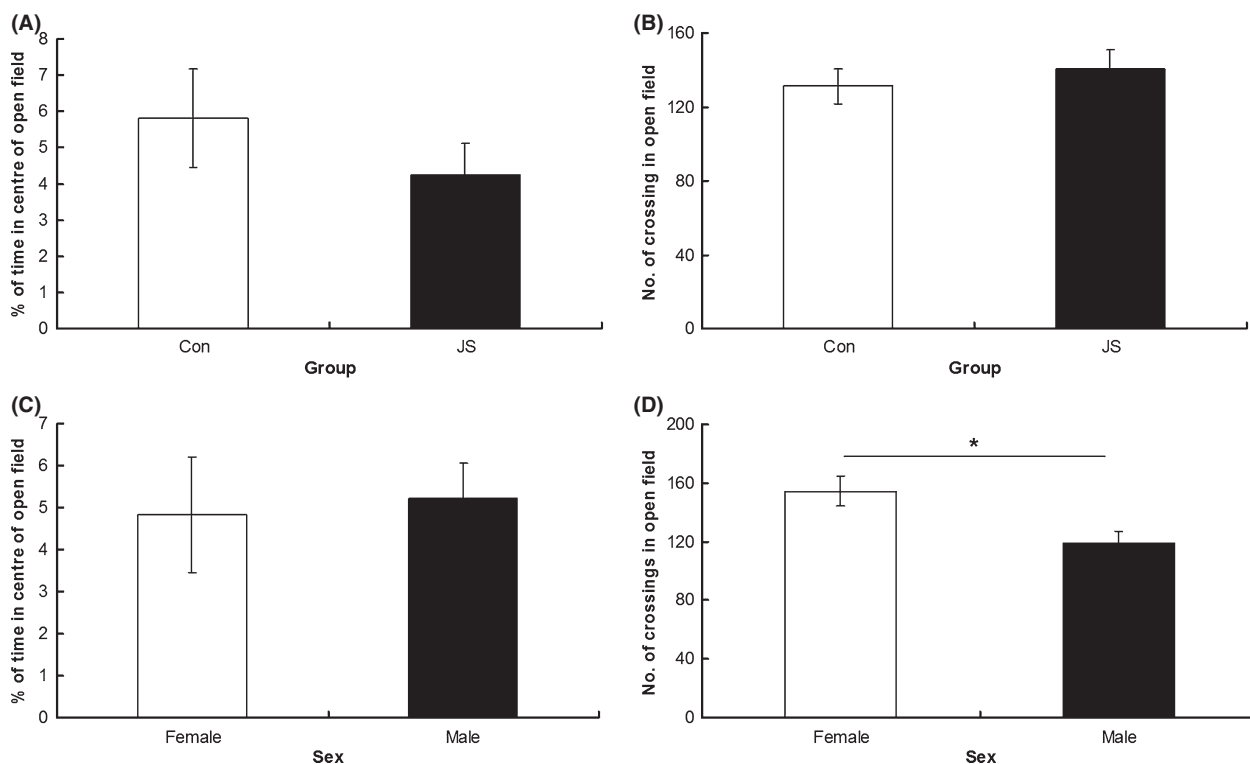 (A)
% of time in centre of open field
8
7
6
5
4
3
2
1
0
Con
JS
Group
(B)
No. of crossing in open field
160
120
80
40
0
Con
JS
Group
(C)
% of time in centre of open field
7
6
5
4
3
2
1
0
Female
Male
Sex
(D)
No. of crossings in open field
200
160
120
80
40
0
*
Female
Male
Sex